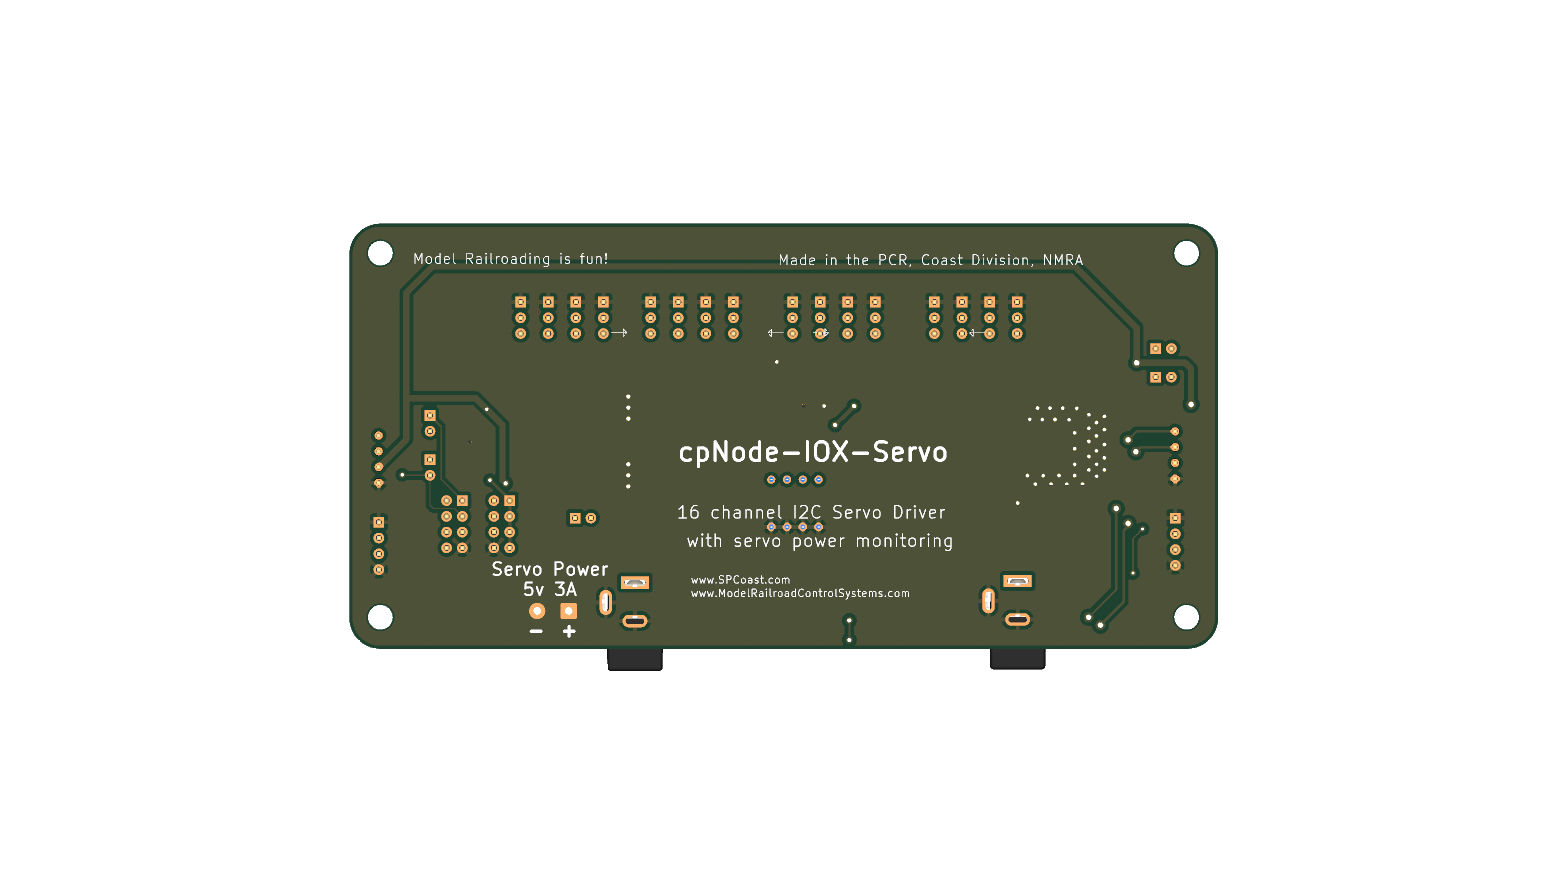 Model Railroading is fun!
Made in the PCR, Coast Division, NMRA
cpNode-IOX-Servo
16 channel I2C Servo Driver
with servo power monitoring
Servo Power
5v 3A
- +
www.SPCoast.com
www.ModelRailroadControlSystems.com